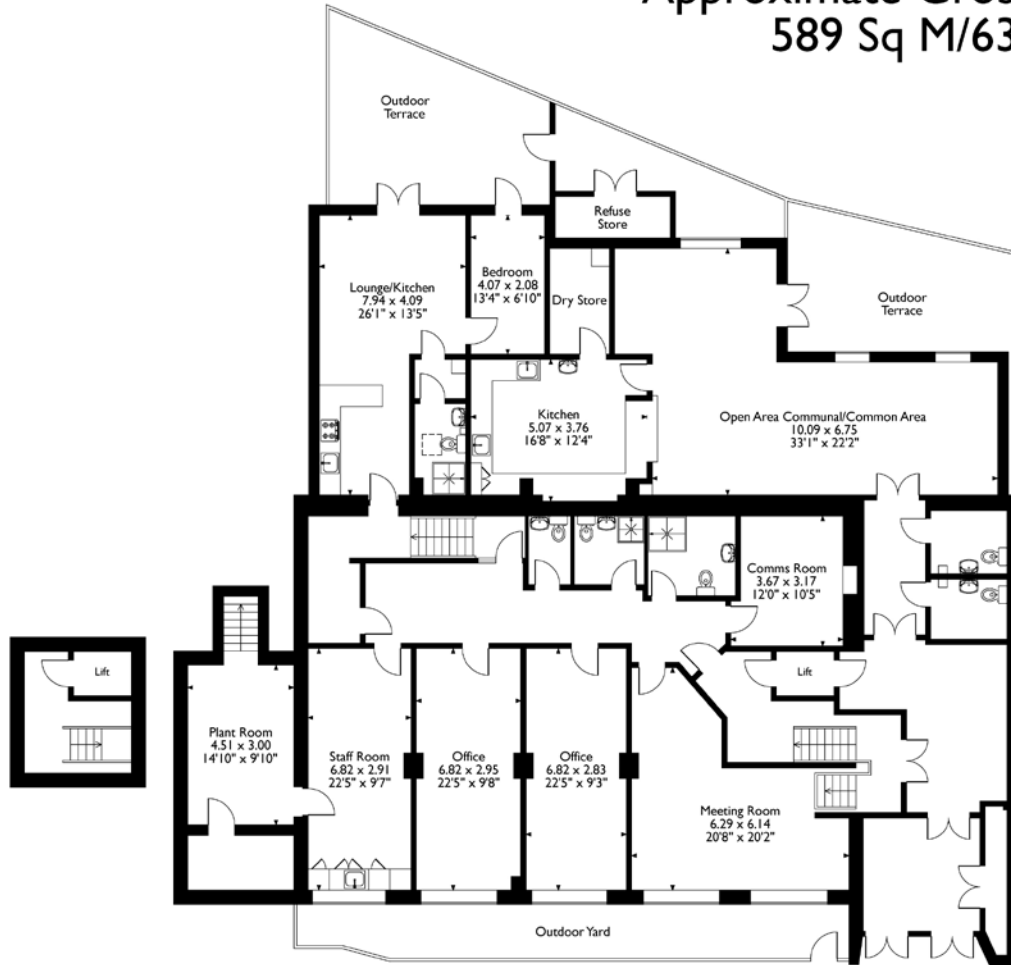 589 Sq M/63
Outdoor
Terrace
Refuse
Store
Bedroom
4.07 x 2.08
13'4" x 6'10"
Lounge/Kitchen
7.94 x 4.09
26'1" x 13'5"
Dry Store
Outdoor
Terrace
Kitchen
5.07 x 3.76
16'8" x 12'4"
Open Area Communal/Common Area
10.09 x 6.75
33'1" x 22'2"
Comms Room
3.67 x 3.17
12'0" x 10'5"
Lift
Lift
Plant Room
4.51 x 3.00
14'10" x 9'10"
Staff Room
6.82 x 2.91
22'5" x 9'7"
Office
6.82 x 2.95
22'5" x 9'8"
Office
6.82 x 2.83
22'5" x 9'3"
Meeting Room
6.29 x 6.14
20'8" x 20'2"
Outdoor Yard